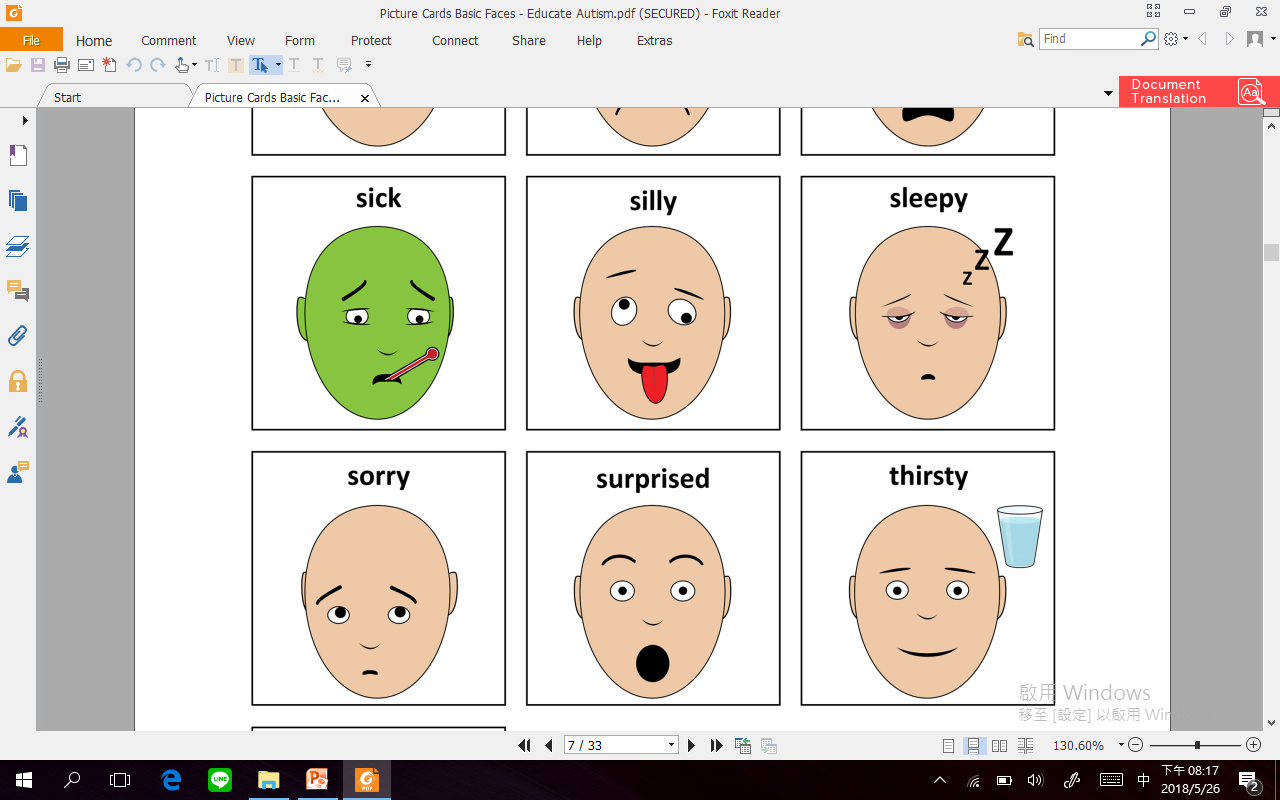 Picture Cards Basic Faces - Educate Autism.pdf (SECURED) - Foxit Reader
File Home Comment View Form Protect Connect Share Help Extras
Find
Start
Picture Cards Basic Fac...
Document
Translation
sick
silly
sleepy
z Z Z
sorry
surprised
thirsty
啟用 Windows
移至 [設定] 以啟用 Windows
7 / 33
130.60%
LINE
PDF
中
下午 08:17
2018/5/26
2